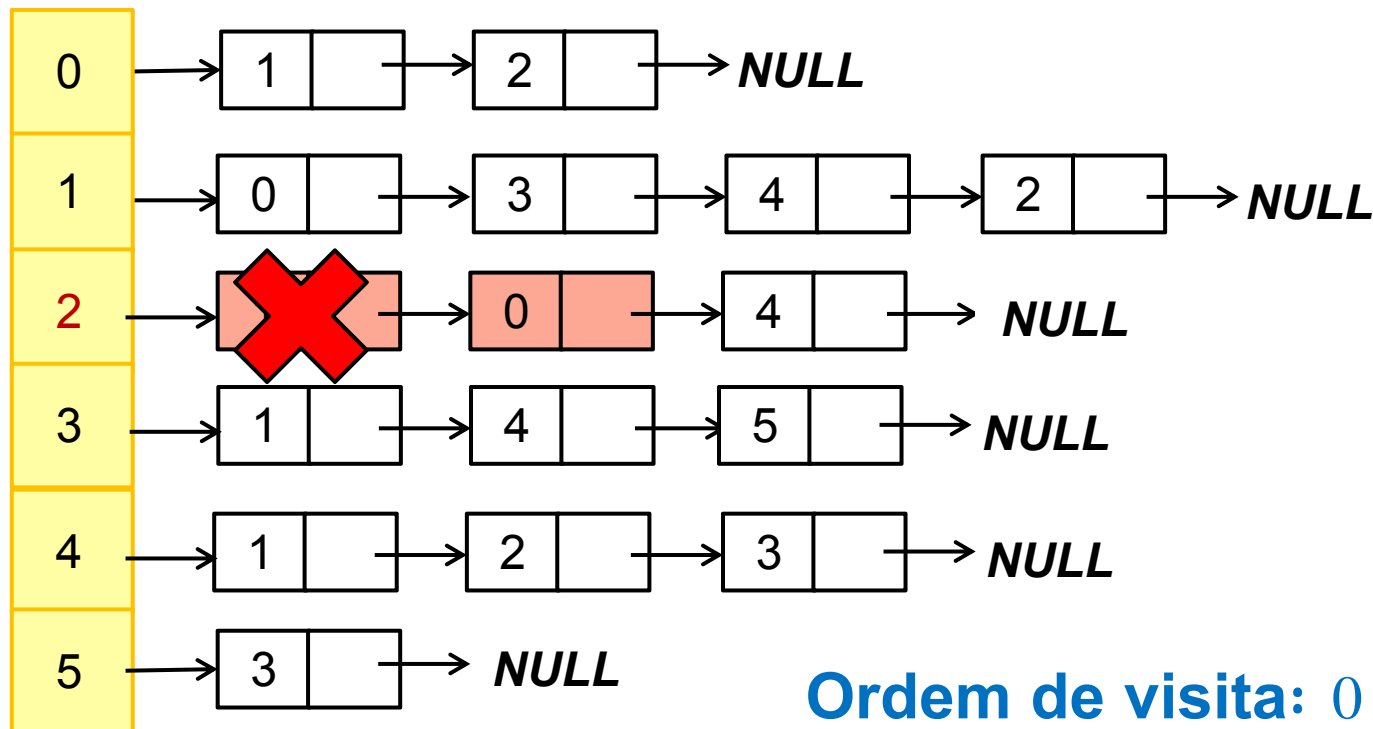 0 1 2 NULL
1 0 3 4 2 NULL
2 0 4 NULL
3 1 4 5 NULL
4 1 2 3 NULL
5 3 NULL
Ordem de visita: 0